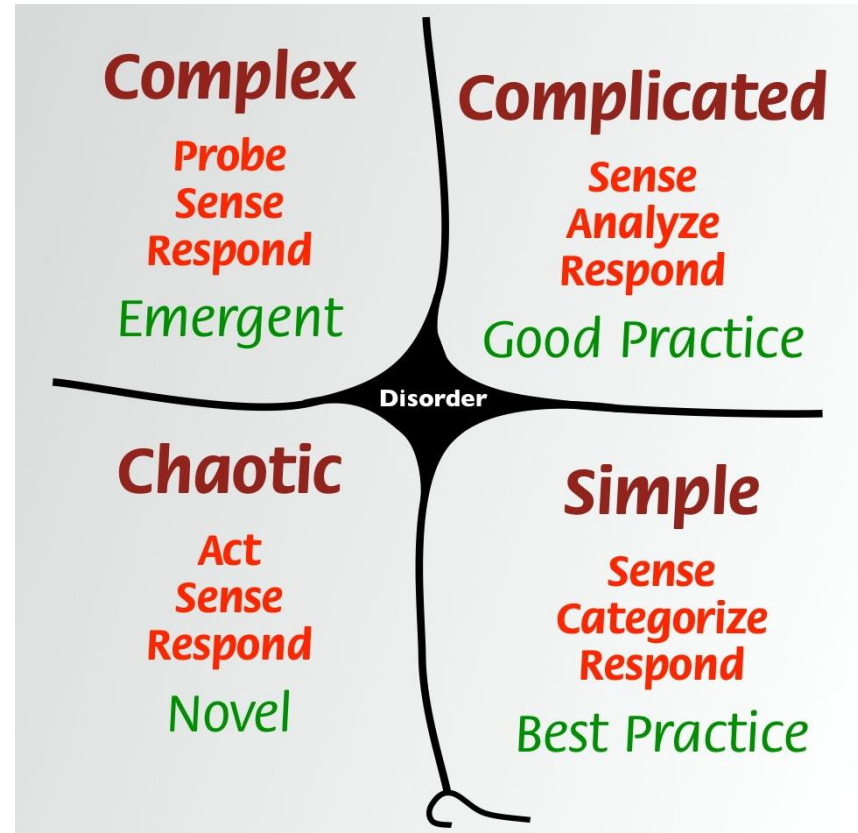 Complex
Probe
Sense
Respond
Emergent
Complicated
Sense
Analyze
Respond
Good Practice
Disorder
Chaotic
Act
Sense
Respond
Novel
Simple
Sense
Categorize
Respond
Best Practice